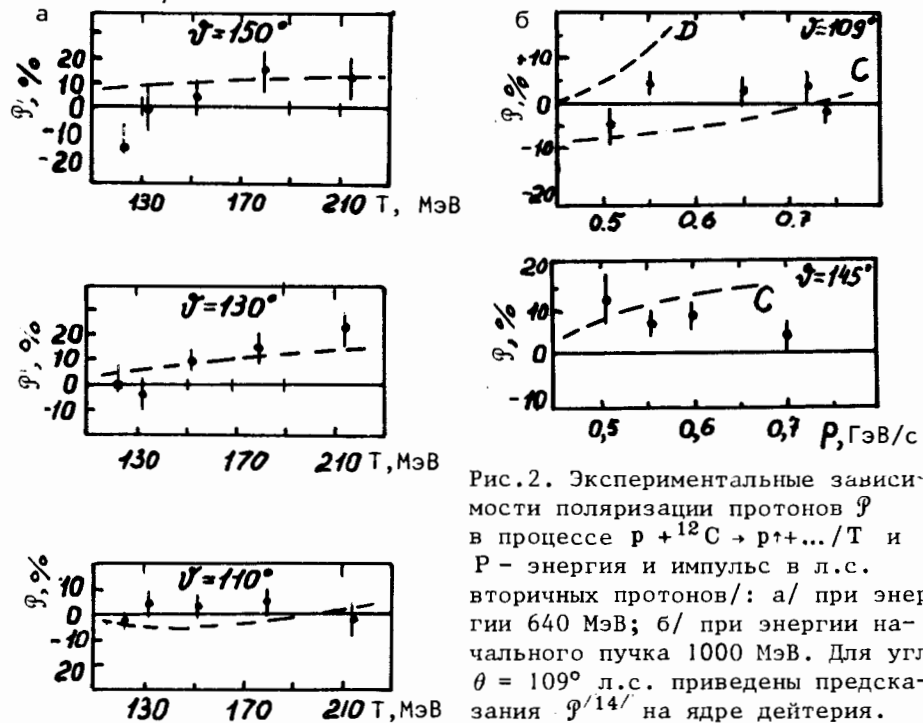 а
𝒫, %
20
10
0
-10
-20
ϑ=150°
130
170
210 T, МэВ
𝒫, %
20
10
0
-10
ϑ=130°
130
170
210 T, МэВ
𝒫, %
10
0
10
20
ϑ=110°
130
170
210 T, МэВ
б
𝒫, %
+10
0
-10
-20
D
ϑ=109°
C
0.5
0.6
0.7
𝒫, %
20
10
0
-10
ϑ=145°
C
0,5
0,6
0,7
P, ГэВ/с
Рис.2. Экспериментальные зависи-
мости поляризации протонов 𝒫
в процессе p + ¹²C → p↑+... /T и
P - энергия и импульс в л.с.
вторичных протонов/: а/ при энер
гии 640 МэВ; б/ при энергии на-
чального пучка 1000 МэВ. Для угл
θ = 109° л.с. приведены предска-
зания 𝒫/14/ на ядре дейтерия.